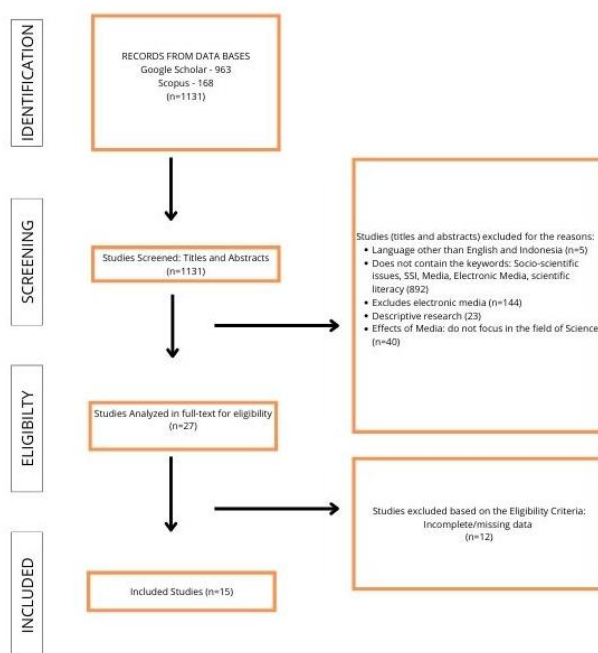 IDENTIFICATION
RECORDS FROM DATA BASES
Google Scholar - 963
Scopus - 168
(n=1131)
SCREENING
Studies Screened: Titles and Abstracts
(n=1131)
Studies (titles and abstracts) excluded for the reasons:
• Language other than English and Indonesia (n=5)
• Does not contain the keywords: Socio-scientific
issues, SSI, Media, Electronic Media, scientific
literacy (892)
• Excludes electronic media (n=144)
• Descriptive research (23)
• Effects of Media: do not focus in the field of Science
(n=40)
ELIGIBILTY
Studies Analyzed in full-text for eligibility
(n=27)
Studies excluded based on the Eligibility Criteria:
Incomplete/missing data
(n=12)
INCLUDED
Included Studies (n=15)